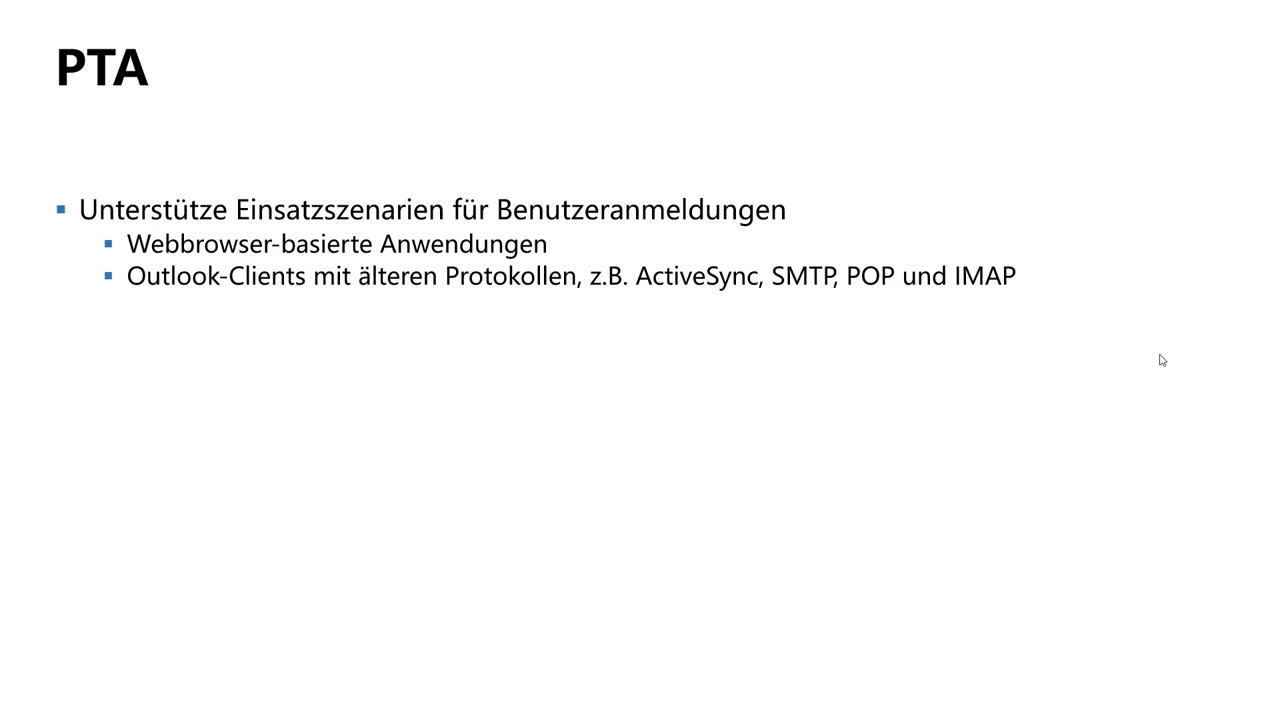 PTA
Unterstütze Einsatzszenarien für Benutzeranmeldungen
Webbrowser-basierte Anwendungen
Outlook-Clients mit älteren Protokollen, z.B. ActiveSync, SMTP, POP und IMAP